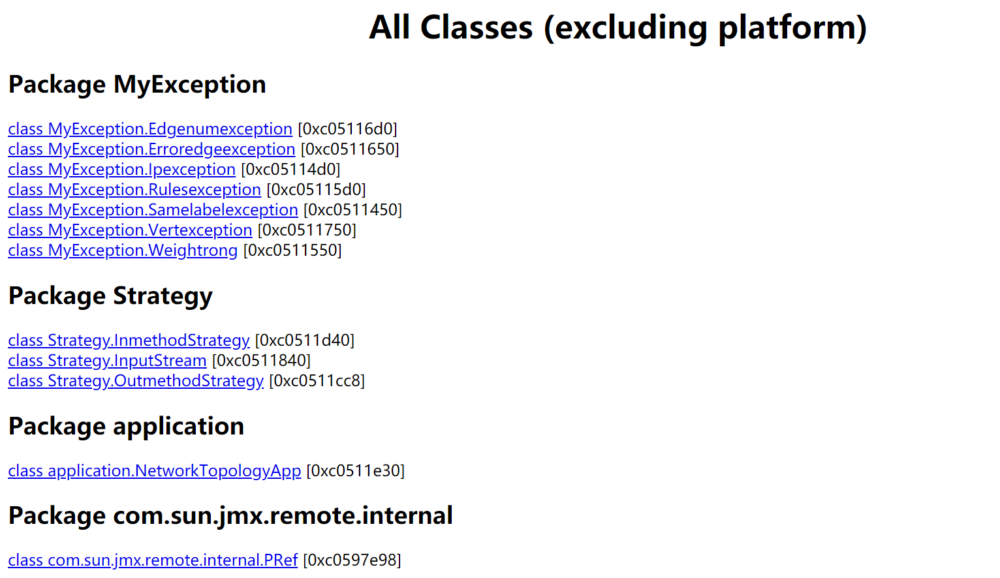 All Classes (excluding platform)
Package MyException
class MyException.Edgenumexception [0xc05116d0]
class MyException.Erroredgeexception [0xc0511650]
class MyException.Ipexception [0xc05114d0]
class MyException.Rulesexception [0xc05115d0]
class MyException.Samelabelexception [0xc0511450]
class MyException.Vertexception [0xc0511750]
class MyException.Weightrong [0xc0511550]
Package Strategy
class Strategy.InmethodStrategy [0xc0511d40]
class Strategy.InputStream [0xc0511840]
class Strategy.OutmethodStrategy [0xc0511cc8]
Package application
class application.NetworkTopologyApp [0xc0511e30]
Package com.sun.jmx.remote.internal
class com.sun.jmx.remote.internal.PRef [0xc0597e98]